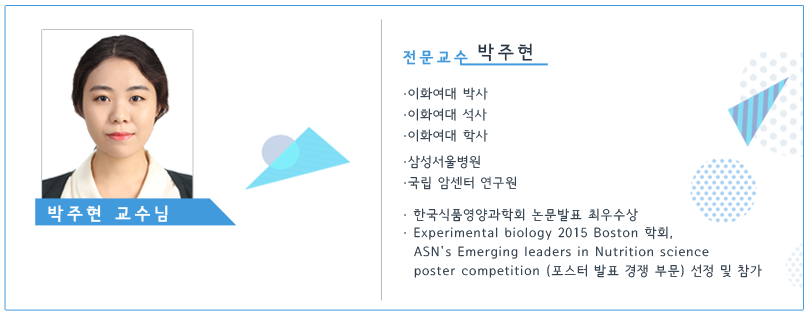 박주현 교수님
전문교수 박주현
·이화여대 박사
·이화여대 석사
·이화여대 학사
·삼성서울병원
·국립 암센터 연구원
· 한국식품영양과학회 논문발표 최우수상
· Experimental biology 2015 Boston 학회,
ASN's Emerging leaders in Nutrition science
poster competition (포스터 발표 경쟁 부문) 선정 및 참가